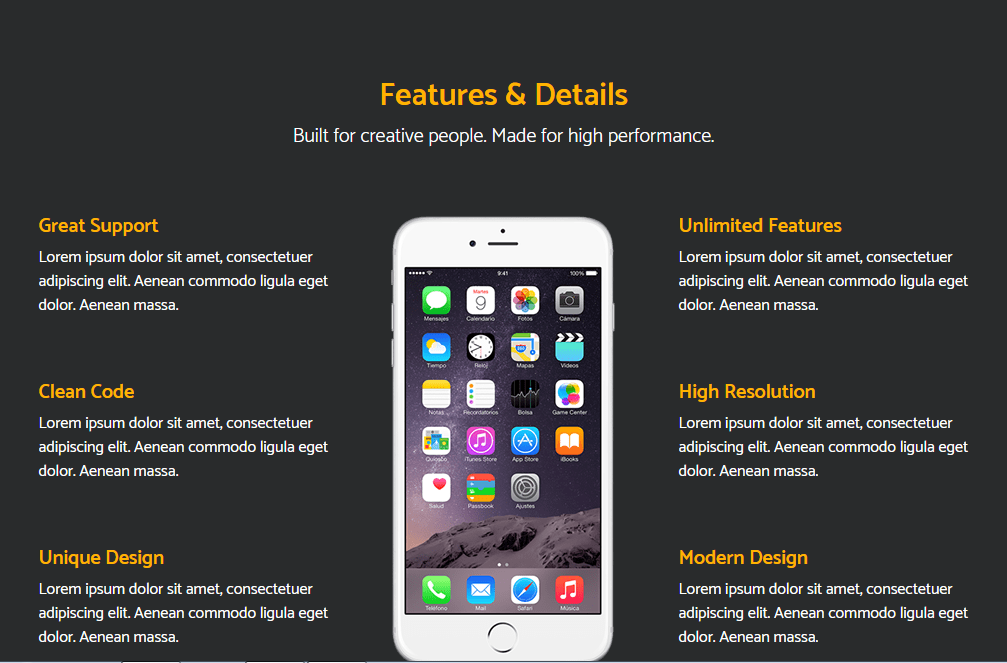 Features & Details
Built for creative people. Made for high performance.
Great Support
Lorem ipsum dolor sit amet, consectetuer
adipiscing elit. Aenean commodo ligula eget
dolor. Aenean massa.
Clean Code
Lorem ipsum dolor sit amet, consectetuer
adipiscing elit. Aenean commodo ligula eget
dolor. Aenean massa.
Unique Design
Lorem ipsum dolor sit amet, consectetuer
adipiscing elit. Aenean commodo ligula eget
dolor. Aenean massa.
9:41 100%
Martes
9
Mensajes Calendario Fotos Cámara
280
Tiempo Reloj Mapas Vídeos
Notas Recordatorios Bolsa Game Center
Quiosco iTunes Store App Store iBooks
Salud Passbook Ajustes
Teléfono Mail Safari Música
Unlimited Features
Lorem ipsum dolor sit amet, consectetuer
adipiscing elit. Aenean commodo ligula eget
dolor. Aenean massa.
High Resolution
Lorem ipsum dolor sit amet, consectetuer
adipiscing elit. Aenean commodo ligula eget
dolor. Aenean massa.
Modern Design
Lorem ipsum dolor sit amet, consectetuer
adipiscing elit. Aenean commodo ligula eget
dolor. Aenean massa.